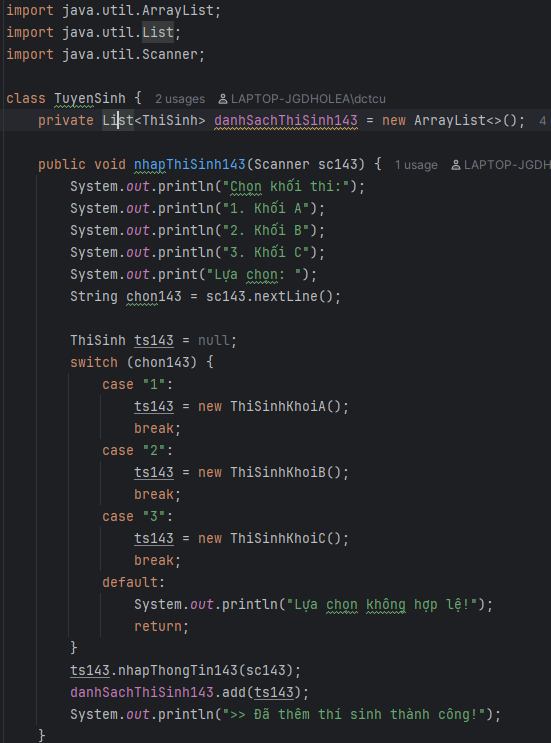 import java.util.ArrayList;
import java.util.List;
import java.util.Scanner;
class TuyenSinh { 2 usages LAPTOP-JGDHOLEA\dctcu
private List<ThiSinh> danhSachThiSinh143 = new ArrayList<>(); 4
public void nhapThiSinh143(Scanner sc143) { 1 usage LAPTOP-JGDH
System.out.println("Chọn khối thi:");
System.out.println("1. Khối A");
System.out.println("2. Khối B");
System.out.println("3. Khối C");
System.out.print("Lựa chọn: ");
String chon143 = sc143.nextLine();
ThiSinh ts143 = null;
switch (chon143) {
case "1":
ts143 = new ThiSinhKhoiA();
break;
case "2":
ts143 = new ThiSinhKhoiB();
break;
case "3":
ts143 = new ThiSinhKhoiC();
break;
default:
System.out.println("Lựa chọn không hợp lệ!");
return;
}
ts143.nhapThongTin143(sc143);
danhSachThiSinh143.add(ts143);
System.out.println(">> Đã thêm thí sinh thành công!");
}